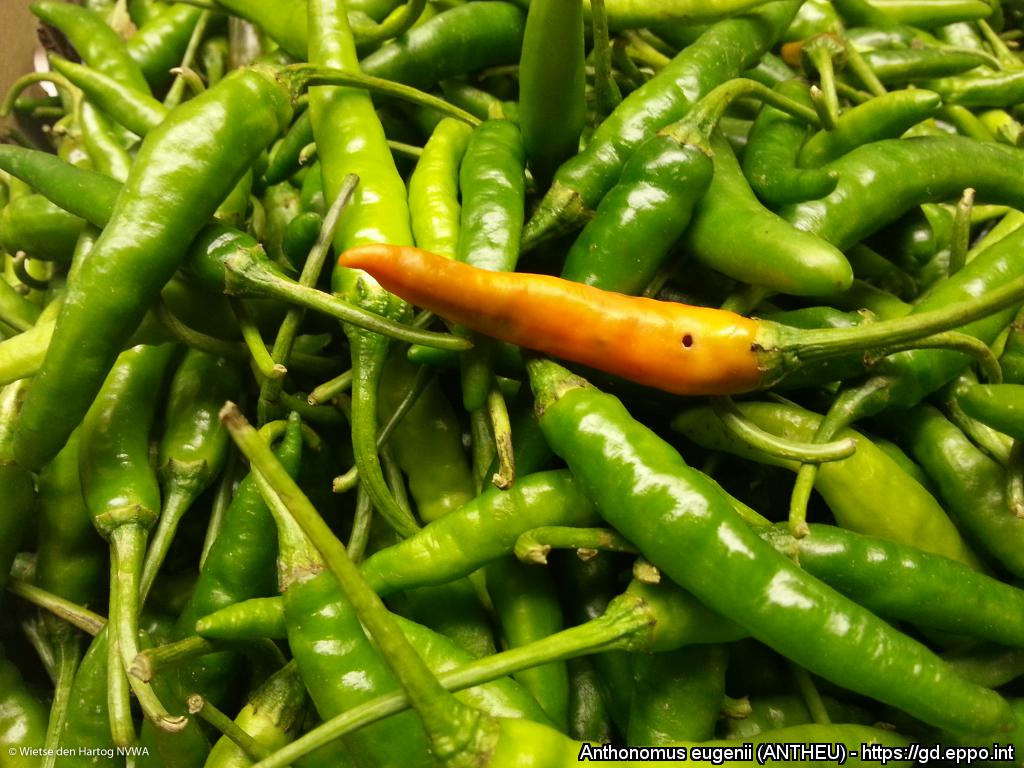 © Wietse den Hartog NVWA
Anthonomus eugenii (ANTHEU) - https://gd.eppo.int